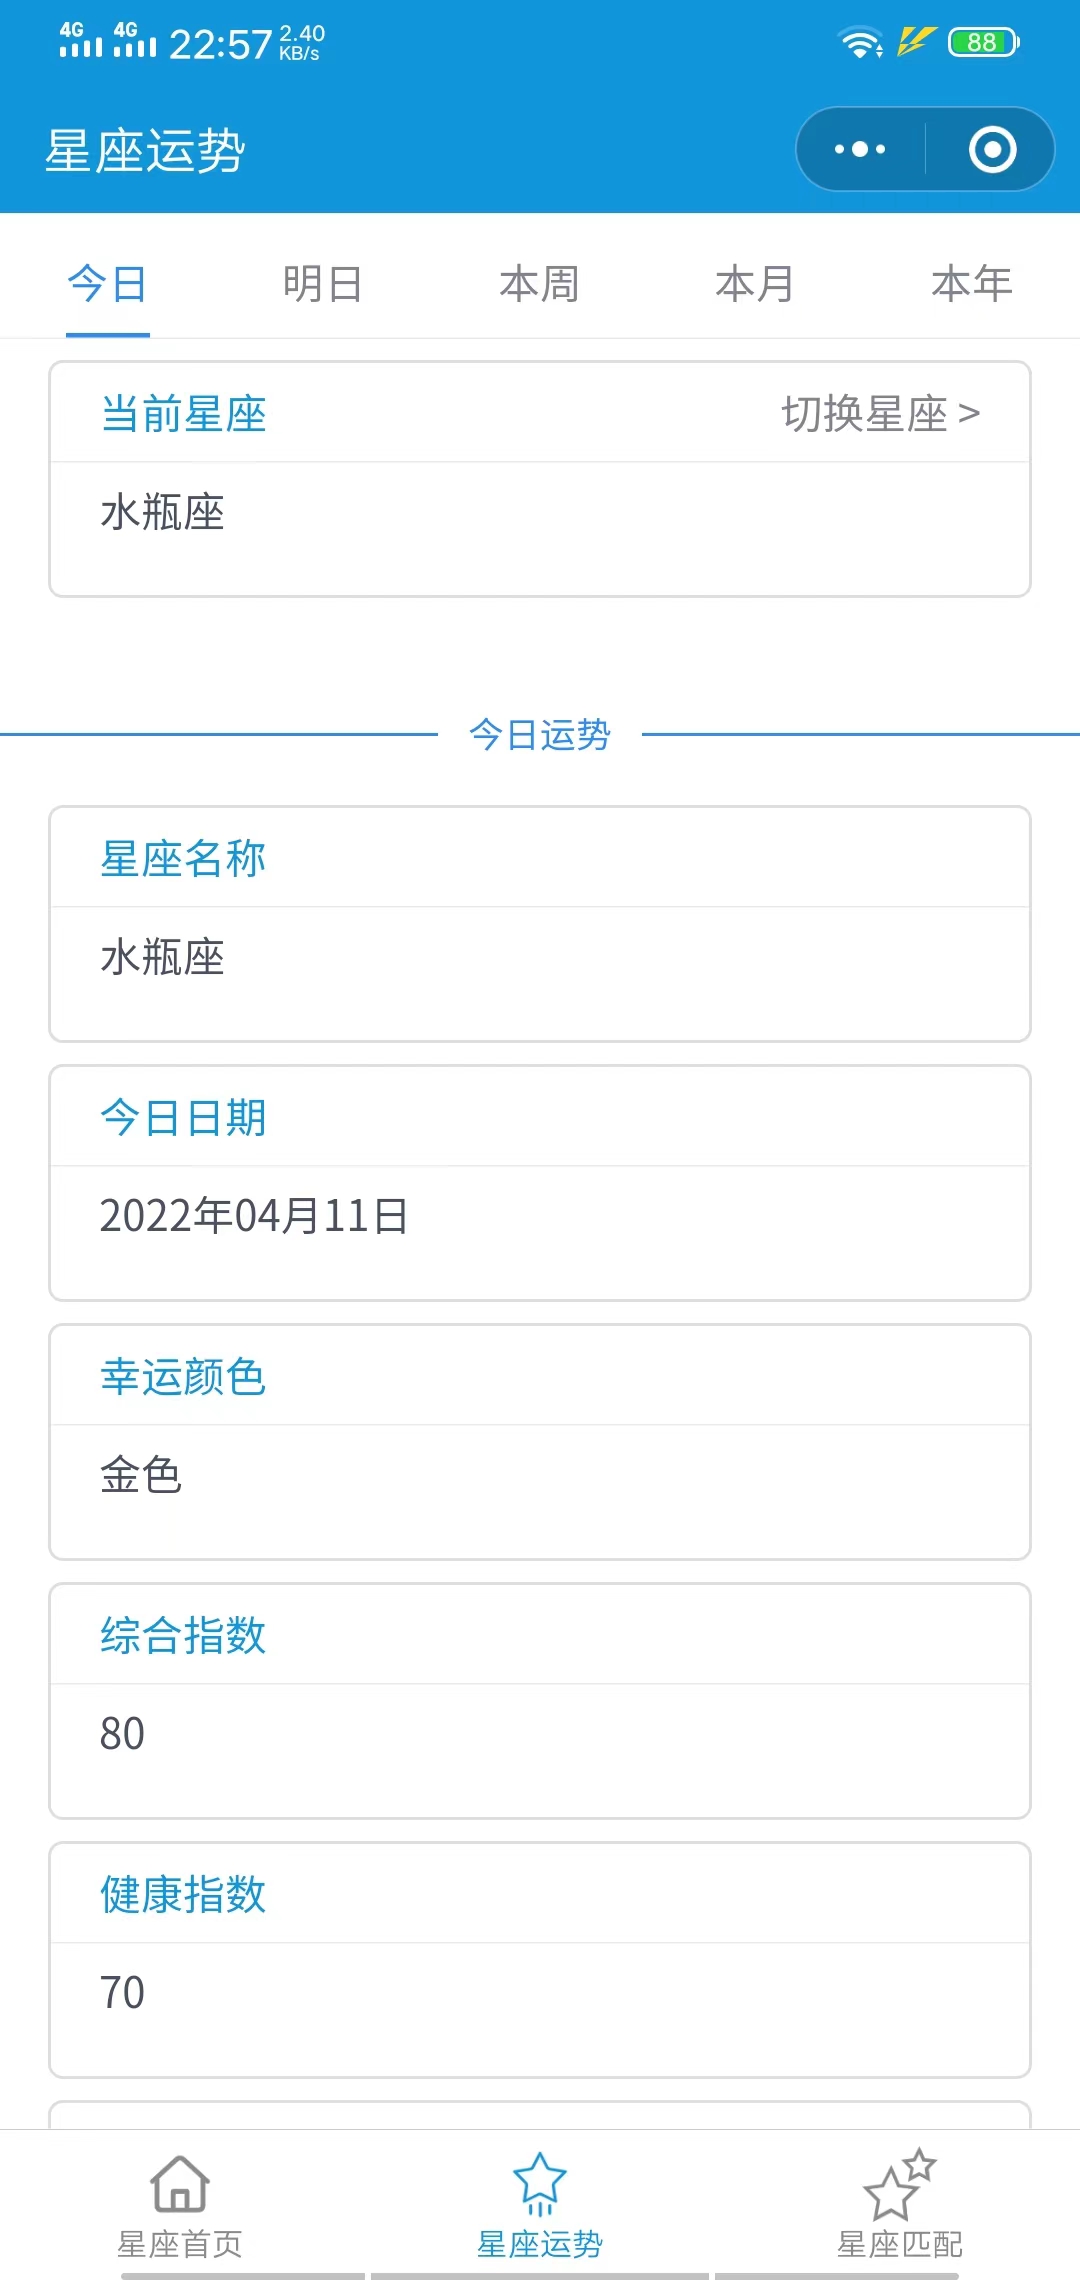 4G 4G 22:57 2.40 KB/s 88
星座运势
今日 明日 本周 本月 本年
当前星座 切换星座 >
水瓶座
今日运势
星座名称
水瓶座
今日日期
2022年04月11日
幸运颜色
金色
综合指数
80
健康指数
70
星座首页 星座运势 星座匹配